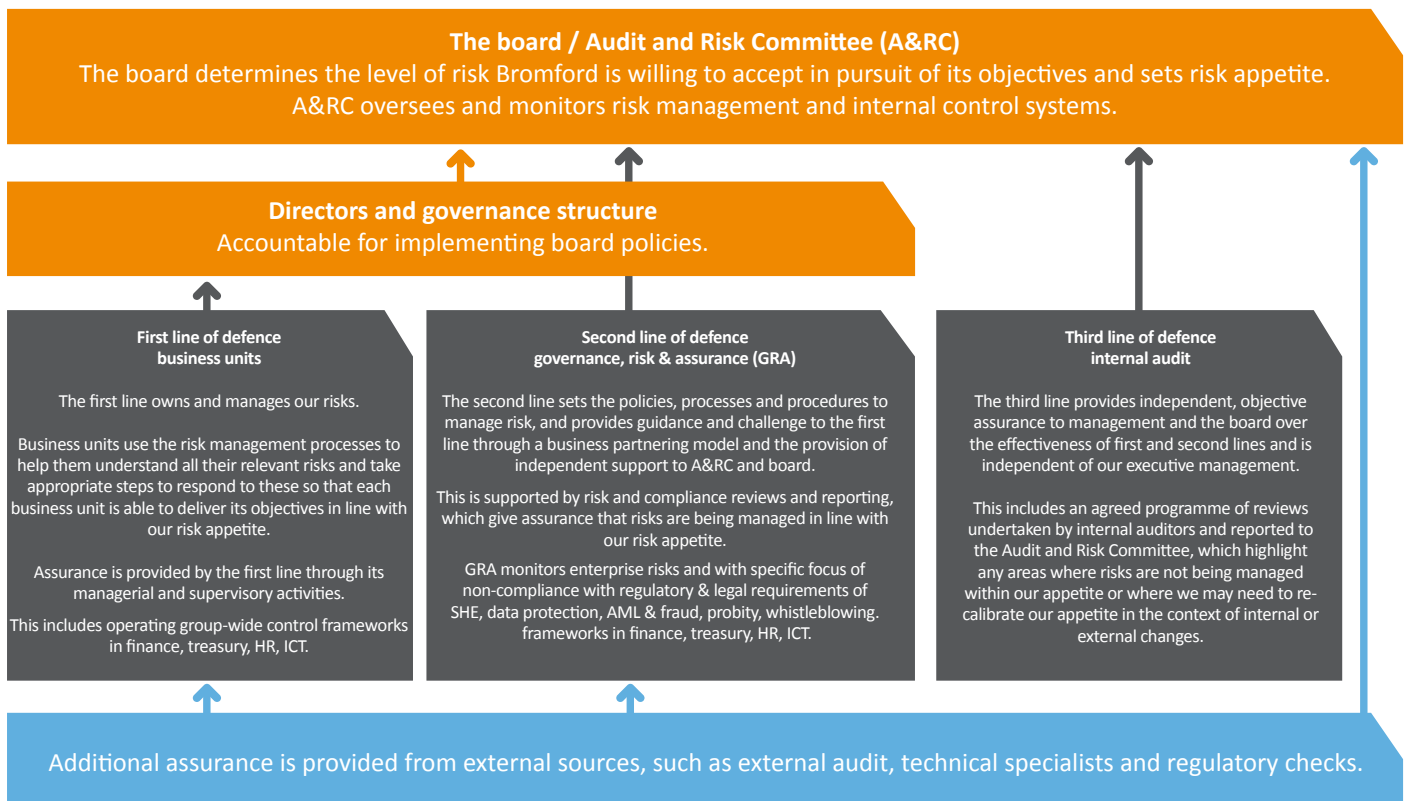 The board / Audit and Risk Committee (A&RC)
The board determines the level of risk Bromford is willing to accept in pursuit of its objectives and sets risk appetite.
A&RC oversees and monitors risk management and internal control systems.
Directors and governance structure
Accountable for implementing board policies.
First line of defence
business units
The first line owns and manages our risks.
Business units use the risk management processes to
help them understand all their relevant risks and take
appropriate steps to respond to these so that each
business unit is able to deliver its objectives in line with
our risk appetite.
Assurance is provided by the first line through its
managerial and supervisory activities.
This includes operating group-wide control frameworks
in finance, treasury, HR, ICT.
Second line of defence
governance, risk & assurance (GRA)
The second line sets the policies, processes and procedures to
manage risk, and provides guidance and challenge to the first
line through a business partnering model and the provision of
independent support to A&RC and board.
This is supported by risk and compliance reviews and reporting,
which give assurance that risks are being managed in line with
our risk appetite.
GRA monitors enterprise risks and with specific focus of
non-compliance with regulatory & legal requirements of
SHE, data protection, AML & fraud, probity, whistleblowing.
frameworks in finance, treasury, HR, ICT.
Third line of defence
internal audit
The third line provides independent, objective
assurance to management and the board over
the effectiveness of first and second lines and is
independent of our executive management.
This includes an agreed programme of reviews
undertaken by internal auditors and reported to
the Audit and Risk Committee, which highlight
any areas where risks are not being managed
within our appetite or where we may need to re-
calibrate our appetite in the context of internal or
external changes.
Additional assurance is provided from external sources, such as external audit, technical specialists and regulatory checks.